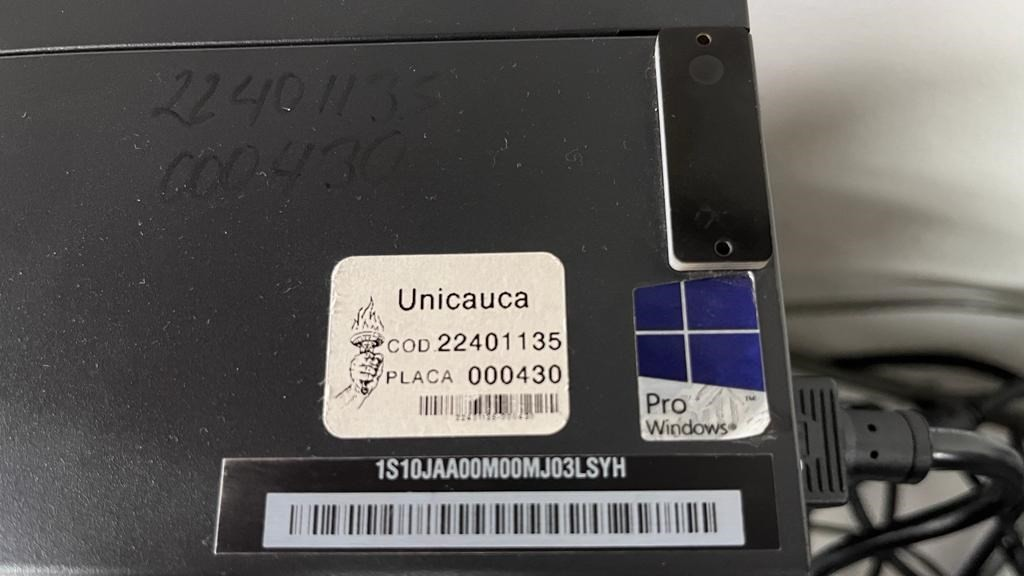 22401135
000430
Unicauca
COD 22401135
PLACA 000430
Pro
Windows®
1S10JAA00M00MJ03LSYH